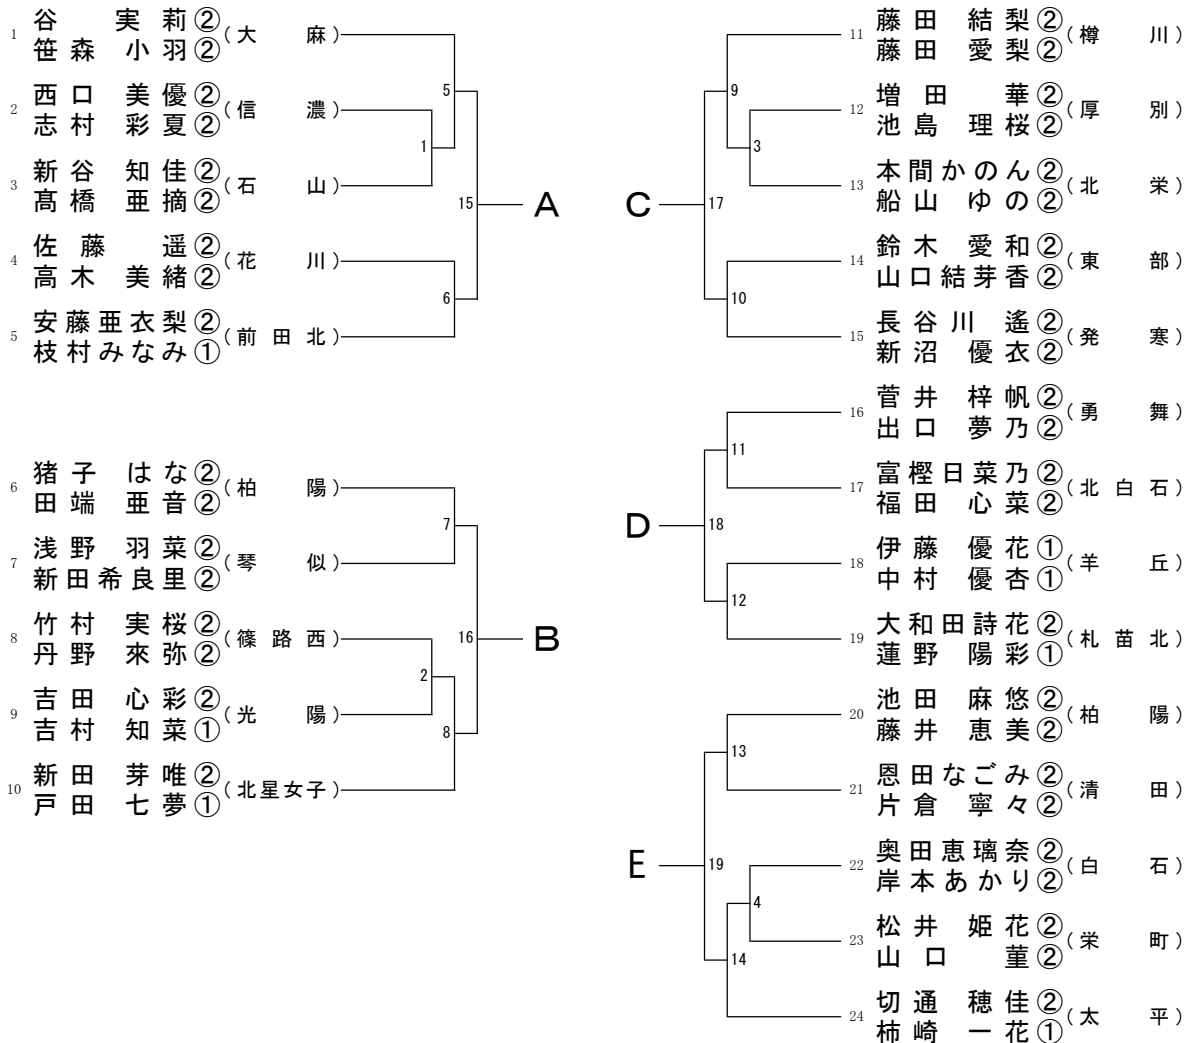 1 谷 実 莉② (大 麻)
笹森 小羽②
2 西口 美優② (信 濃)
志村 彩夏②
3 新谷 知佳② (石 山)
髙橋 亜摘②
4 佐藤 遥② (花 川)
高木 美緒②
5 安藤亜衣梨② (前田北)
枝村みなみ①
1
5
6
15
A
6 猪子 はな② (柏 陽)
田端 亜音②
7 浅野 羽菜② (琴 似)
新田希良里②
8 竹村 実桜② (篠路西)
丹野 來弥②
9 吉田 心彩② (光 陽)
吉村 知菜①
10 新田 芽唯② (北星女子)
戸田 七夢①
7
2
8
16
B
11 藤田 結梨② (樽 川)
藤田 愛梨②
12 増田 華② (厚 別)
池島 理桜②
13 本間かのん② (北 栄)
船山 ゆの②
14 鈴木 愛和② (東 部)
山口結芽香②
15 長谷川 遙② (発 寒)
新沼 優衣②
9
3
10
17
C
16 菅井 梓帆② (勇 舞)
出口 夢乃②
17 富樫日菜乃② (北白石)
福田 心菜②
18 伊藤 優花① (羊 丘)
中村 優杏①
19 大和田詩花② (札苗北)
蓮野 陽彩①
11
12
18
D
20 池田 麻悠② (柏 陽)
藤井 恵美②
21 恩田なごみ② (清 田)
片倉 寧々②
22 奥田恵璃奈② (白 石)
岸本あかり②
23 松井 姫花② (栄 町)
山口 菫②
24 切通 穂佳② (太 平)
柿崎 一花①
13
4
14
19
E